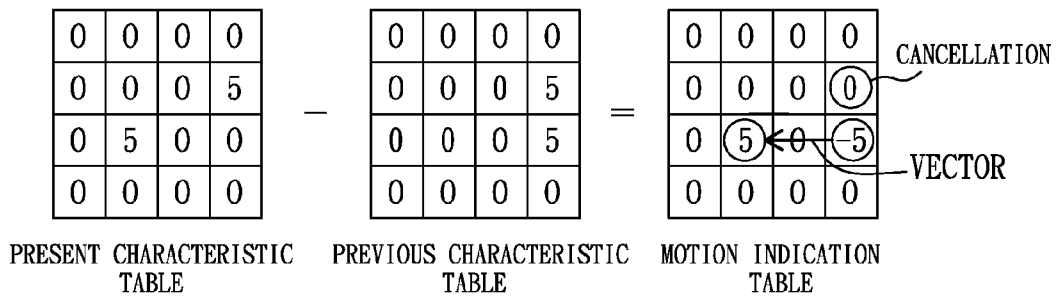 0 0 0 0 0 0 0 0 0 0 0 0
CANCELLATION
0 0 0 5 0 0 0 5 0 0 0 0
− =
0 5 0 0 0 0 0 5 0 5 0 -5
VECTOR
0 0 0 0 0 0 0 0 0 0 0 0
PRESENT CHARACTERISTIC PREVIOUS CHARACTERISTIC MOTION INDICATION
TABLE TABLE TABLE